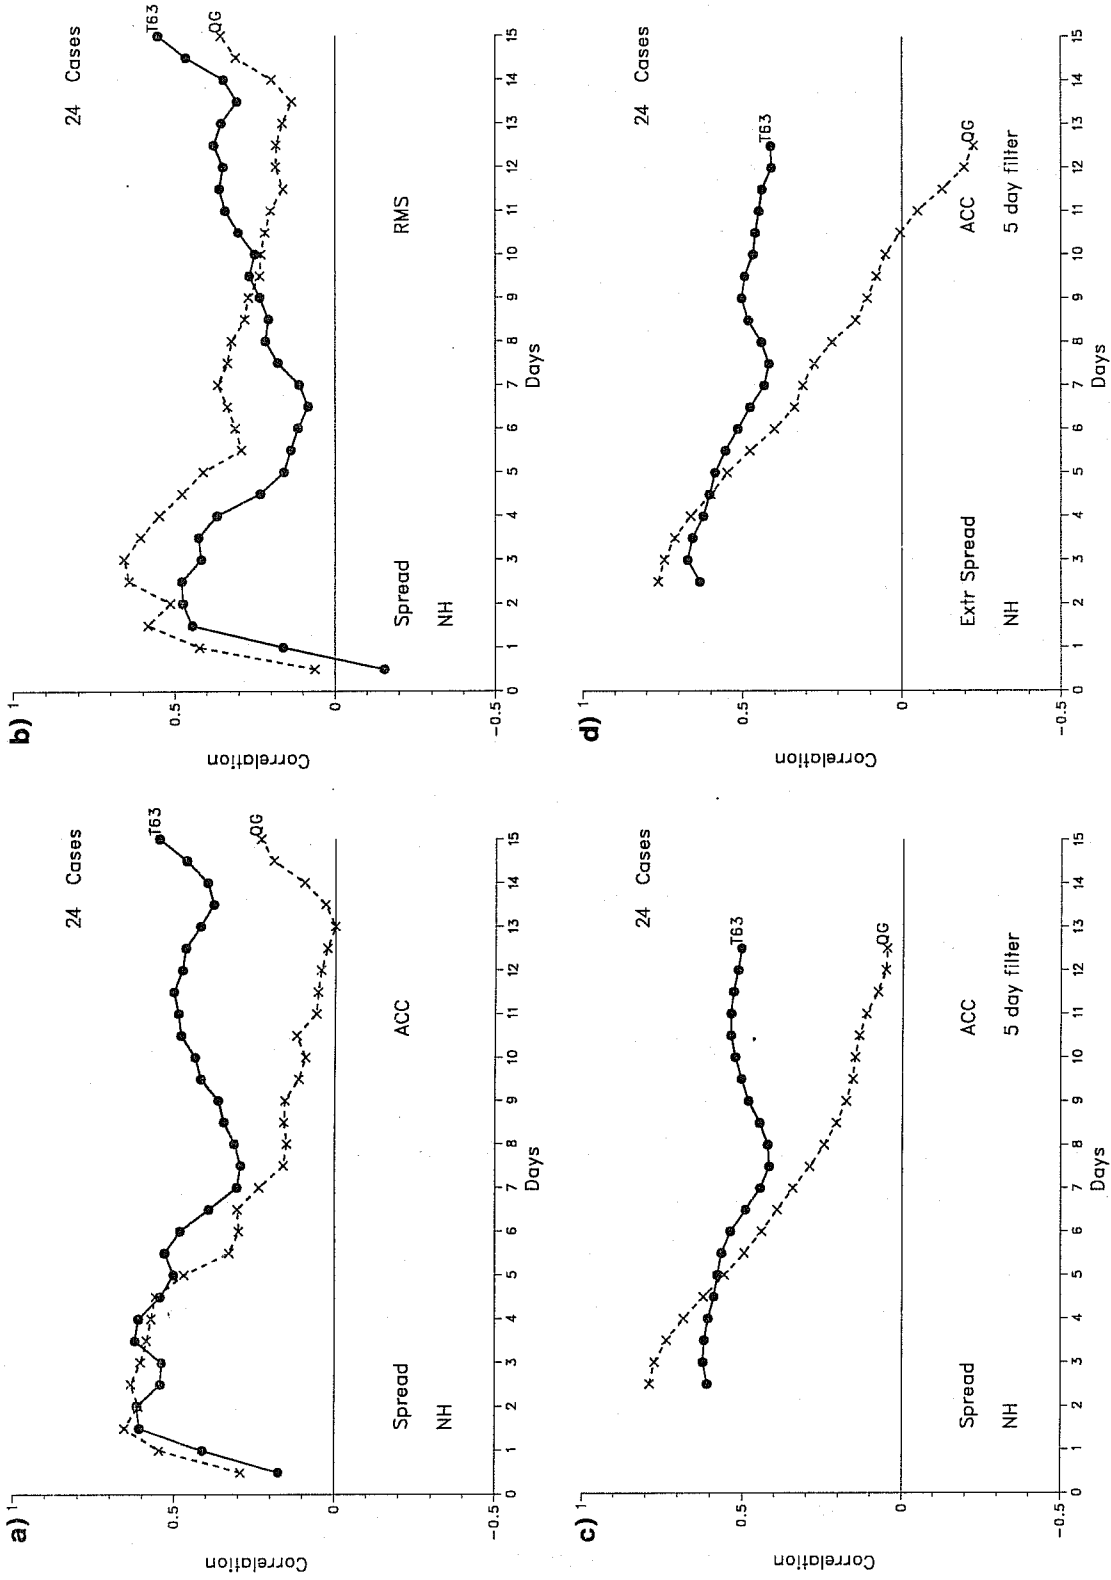 a)
1
0.5
0
-0.5
Correlation
24 Cases
T63
QG
Spread
ACC
NH
0 1 2 3 4 5 6 7 8 9 10 11 12 13 14 15
Days
b)
1
0.5
0
-0.5
Correlation
24 Cases
T63
QG
Spread
RMS
NH
0 1 2 3 4 5 6 7 8 9 10 11 12 13 14 15
Days
c)
1
0.5
0
-0.5
Correlation
24 Cases
T63
QG
Spread
ACC
NH
5 day filter
0 1 2 3 4 5 6 7 8 9 10 11 12 13 14 15
Days
d)
1
0.5
0
-0.5
Correlation
24 Cases
T63
QG
Extr Spread
ACC
NH
5 day filter
0 1 2 3 4 5 6 7 8 9 10 11 12 13 14 15
Days